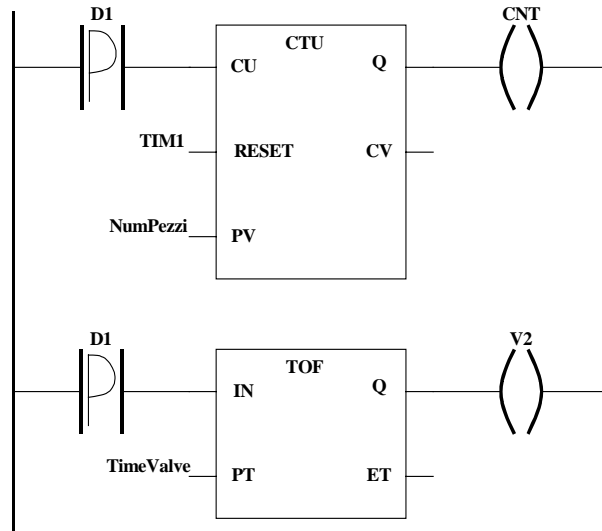 D1
CTU
CNT
CU
Q
TIM1
RESET
CV
NumPezzi
PV
D1
P
TOF
V2
IN
Q
TimeValve
PT
ET
P